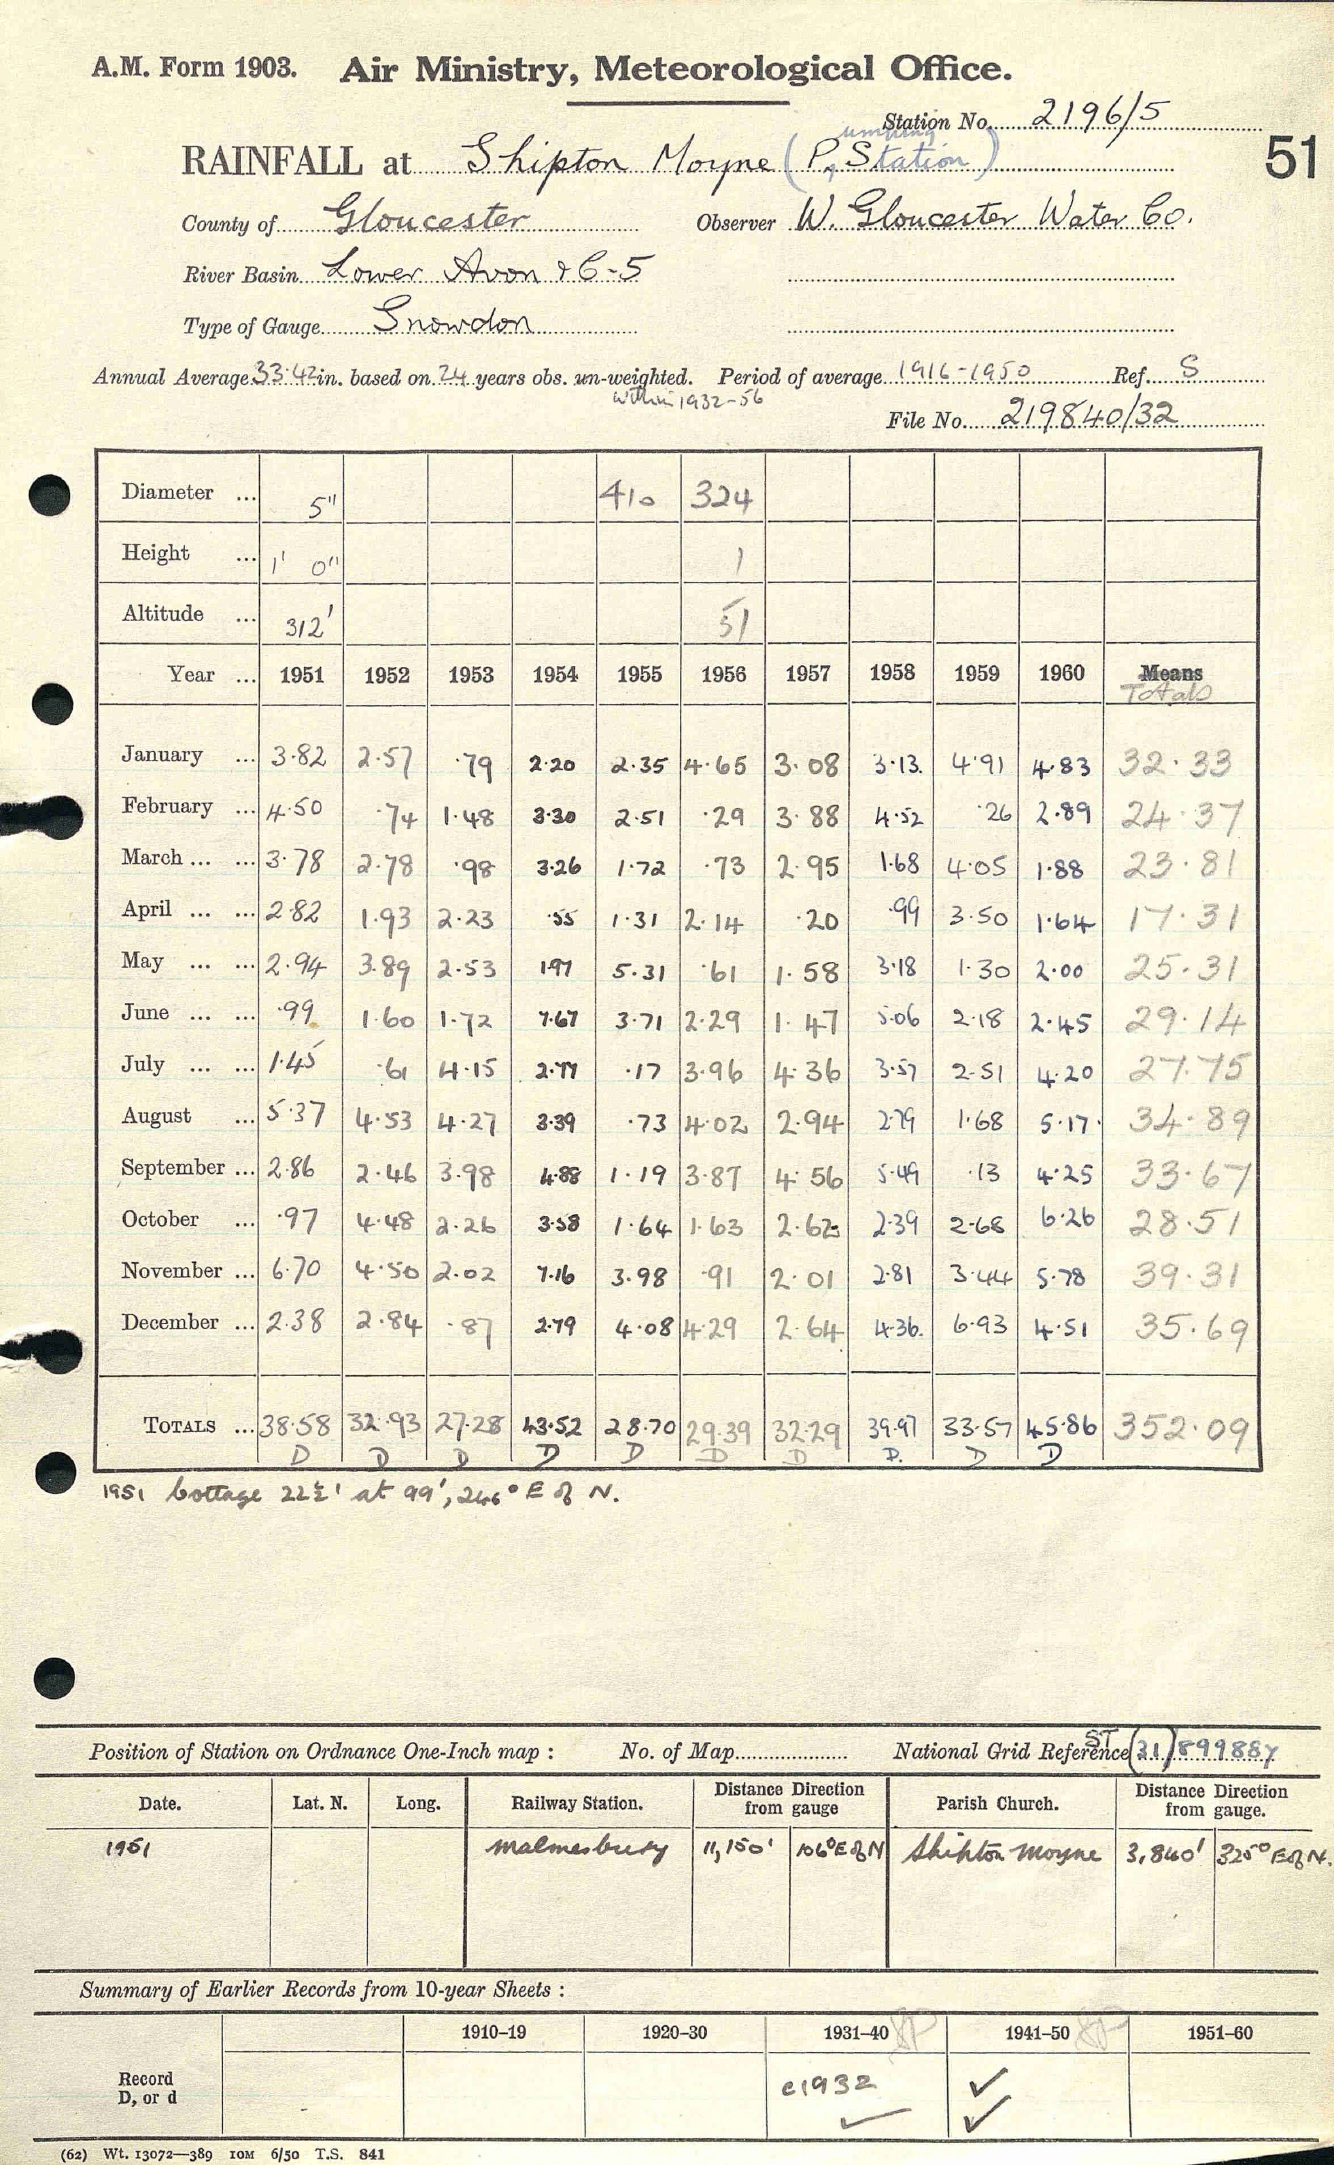 A.M. Form 1903. Air Ministry, Meteorological Office.
Station No. 2196/5
51
RAINFALL at Shipton Moyne (Pumping Station)
County of Gloucester Observer W. Gloucester Water Co.
River Basin Lower Avon & C-5
Type of Gauge Snowdon
Annual Average 33.42 in. based on 24 years obs. un-weighted. Period of average 1916-1950 Ref. S
within 1932-56
File No. 219840/32
Diameter ... 5" 410 324
Height ... 1' 0" 1
Altitude ... 312' 51
Year ... 1951 1952 1953 1954 1955 1956 1957 1958 1959 1960 Means
Totals
January ... 3.82 2.57 .79 2.20 2.35 4.65 3.08 3.13. 4.91 4.83 32.33
February ... 4.50 .74 1.48 3.30 2.51 .29 3.88 4.52 .26 2.89 24.37
March ... ... 3.78 2.78 .98 3.26 1.72 .73 2.95 1.68 4.05 1.88 23.81
April ... ... 2.82 1.93 2.23 .55 1.31 2.14 .20 .99 3.50 1.64 17.31
May ... ... 2.94 3.89 2.53 1.97 5.31 .61 1.58 3.18 1.30 2.00 25.31
June ... ... .99 1.60 1.72 7.67 3.71 2.29 1.47 5.06 2.18 2.45 29.14
July ... ... 1.45 .61 4.15 2.77 .17 3.96 4.36 3.57 2.51 4.20 27.75
August ... 5.37 4.53 4.27 3.39 .73 4.02 2.94 2.79 1.68 5.17. 34.89
September ... 2.86 2.46 3.98 4.88 1.19 3.87 4.56 5.49 .13 4.25 33.67
October ... .97 4.48 2.26 3.58 1.64 1.63 2.62 2.39 2.68 6.26 28.51
November ... 6.70 4.50 2.02 7.16 3.98 .91 2.01 2.81 3.44 5.78 39.31
December ... 2.38 2.84 .87 2.79 4.08 4.29 2.64 4.36. 6.93 4.51 35.69
TOTALS ... 38.58 32.93 27.28 43.52 28.70 29.39 32.29 39.97 33.57 45.86 352.09
D D D D D D D D. D D
1951 Cottage 22½' at 99', 246° E of N.
Position of Station on Ordnance One-Inch map : No. of Map National Grid Reference ST (31) 899887
Date. Lat. N. Long. Railway Station. Distance Direction from gauge Parish Church. Distance Direction from gauge.
1951 Malmesbury 11,150' 106° E of N Shipton Moyne 3,840' 325° E of N.
Summary of Earlier Records from 10-year Sheets :
1910–19 1920–30 1931–40 1941–50 1951–60
Record
D, or d
c1932 ✓
✓
✓
(62) Wt. 13072—389 10M 6/50 T.S. 841